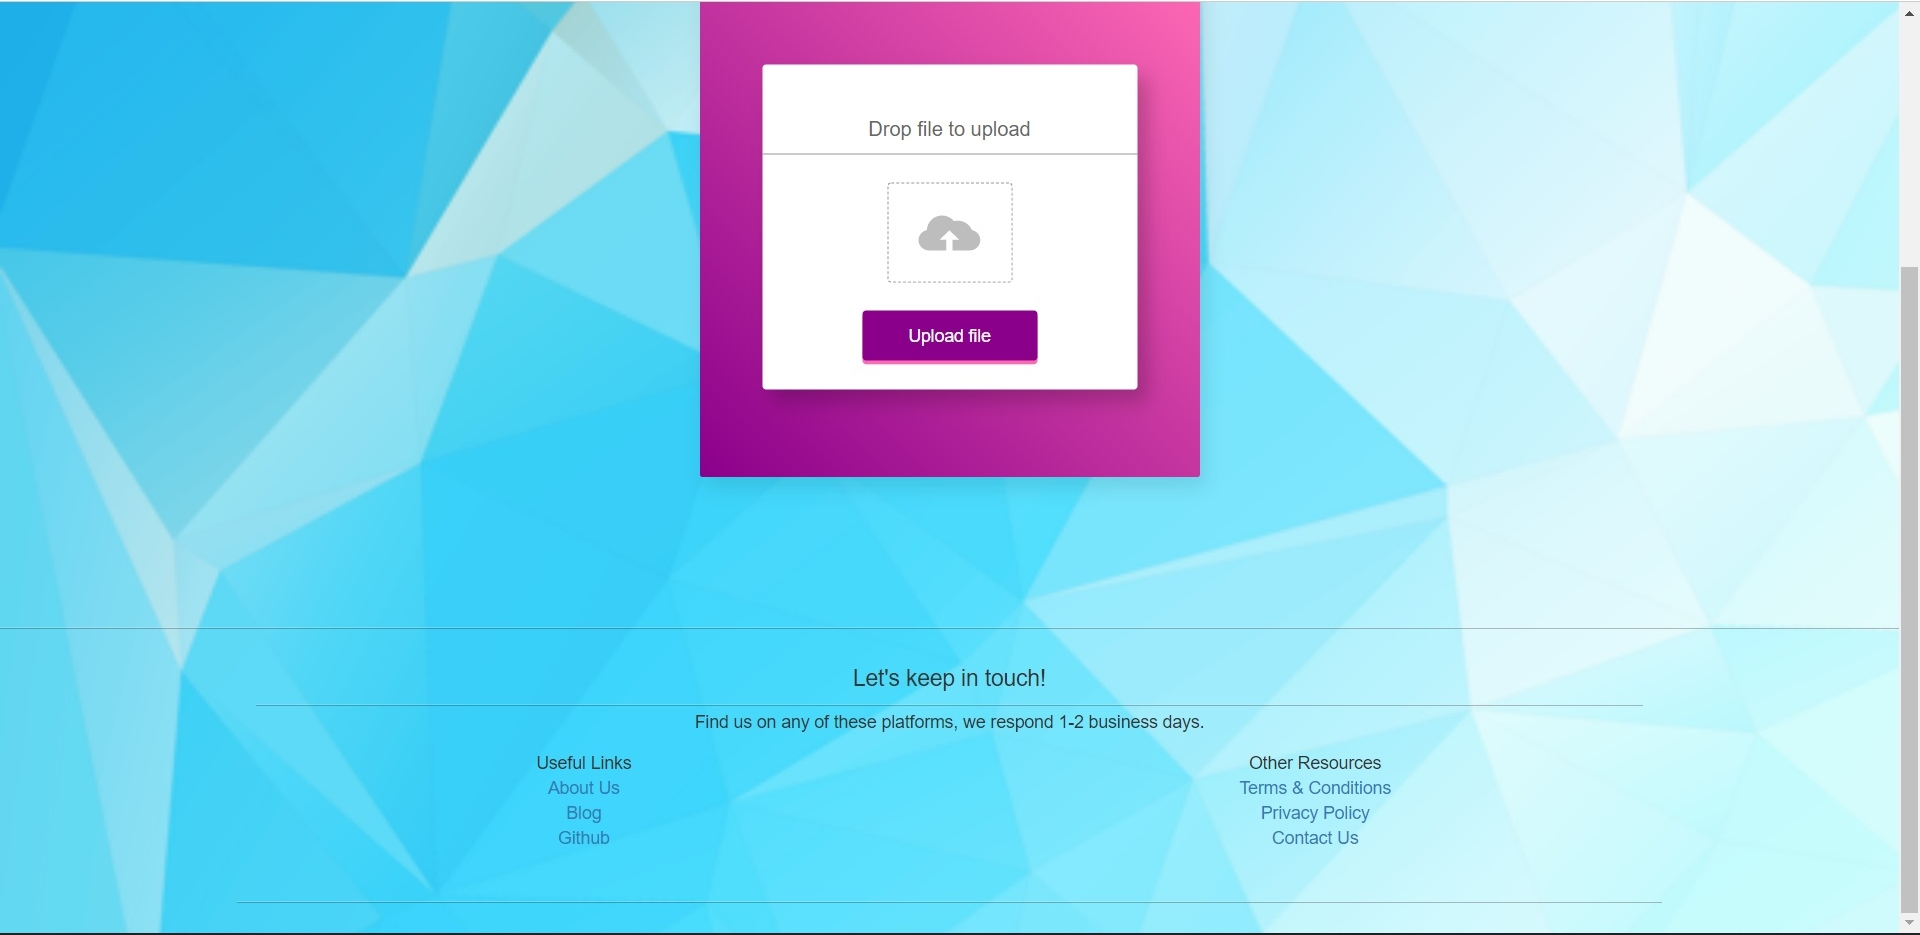 Drop file to upload
Upload file
Let's keep in touch!
Find us on any of these platforms, we respond 1-2 business days.
Useful Links
About Us
Blog
Github
Other Resources
Terms & Conditions
Privacy Policy
Contact Us